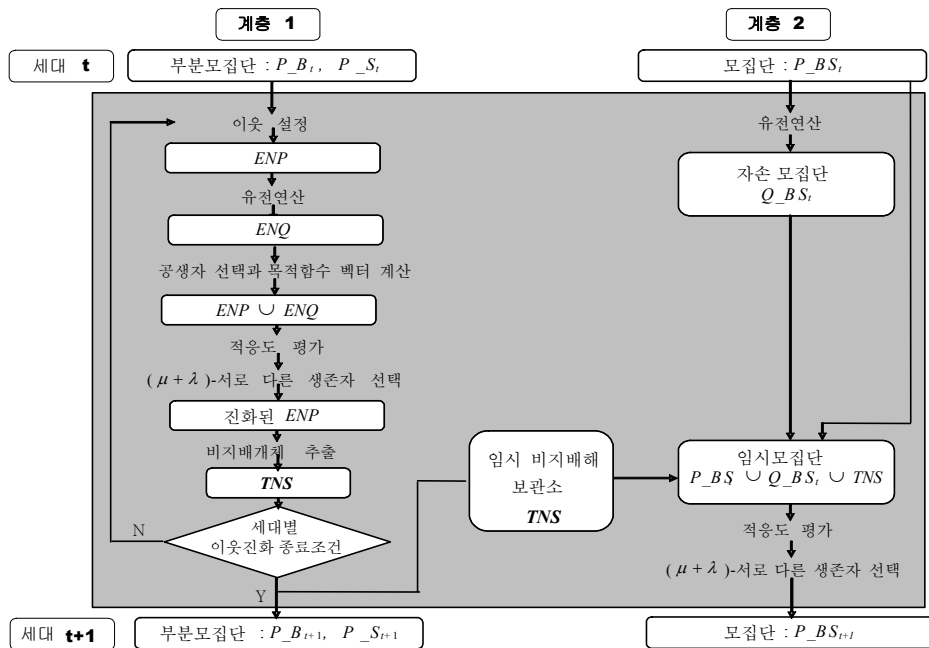 계층 1
계층 2
세대 t
부분모집단 : P_B_t, P_S_t
모집단 : P_BS_t
이웃 설정
ENP
유전연산
ENQ
공생자 선택과 목적함수 벡터 계산
ENP ∪ ENQ
적응도 평가
(μ + λ)-서로 다른 생존자 선택
진화된 ENP
비지배개체 추출
TNS
세대별
이웃진화 종료조건
N
Y
임시 비지배해
보관소
TNS
유전연산
자손 모집단
Q_BS_t
임시모집단
P_BS_t ∪ Q_BS_t ∪ TNS
적응도 평가
(μ + λ)-서로 다른 생존자 선택
세대 t+1
부분모집단 : P_B_{t+1}, P_S_{t+1}
모집단 : P_BS_{t+1}